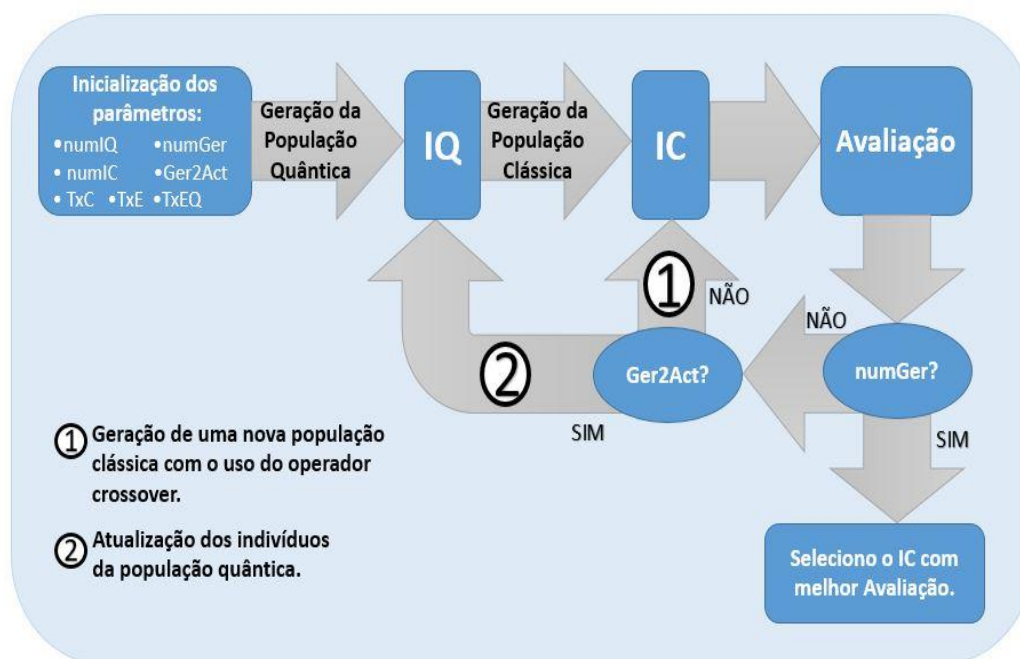 Inicialização dos
parâmetros:
•numIQ •numGer
•numIC •Ger2Act
•TxC •TxE •TxEQ
Geração da
População
Quântica
IQ
Geração da
População
Clássica
IC
Avaliação
1
NÃO
NÃO
2
Ger2Act?
numGer?
SIM
SIM
1 Geração de uma nova população
clássica com o uso do operador
crossover.
2 Atualização dos indivíduos
da população quântica.
Seleciono o IC com
melhor Avaliação.